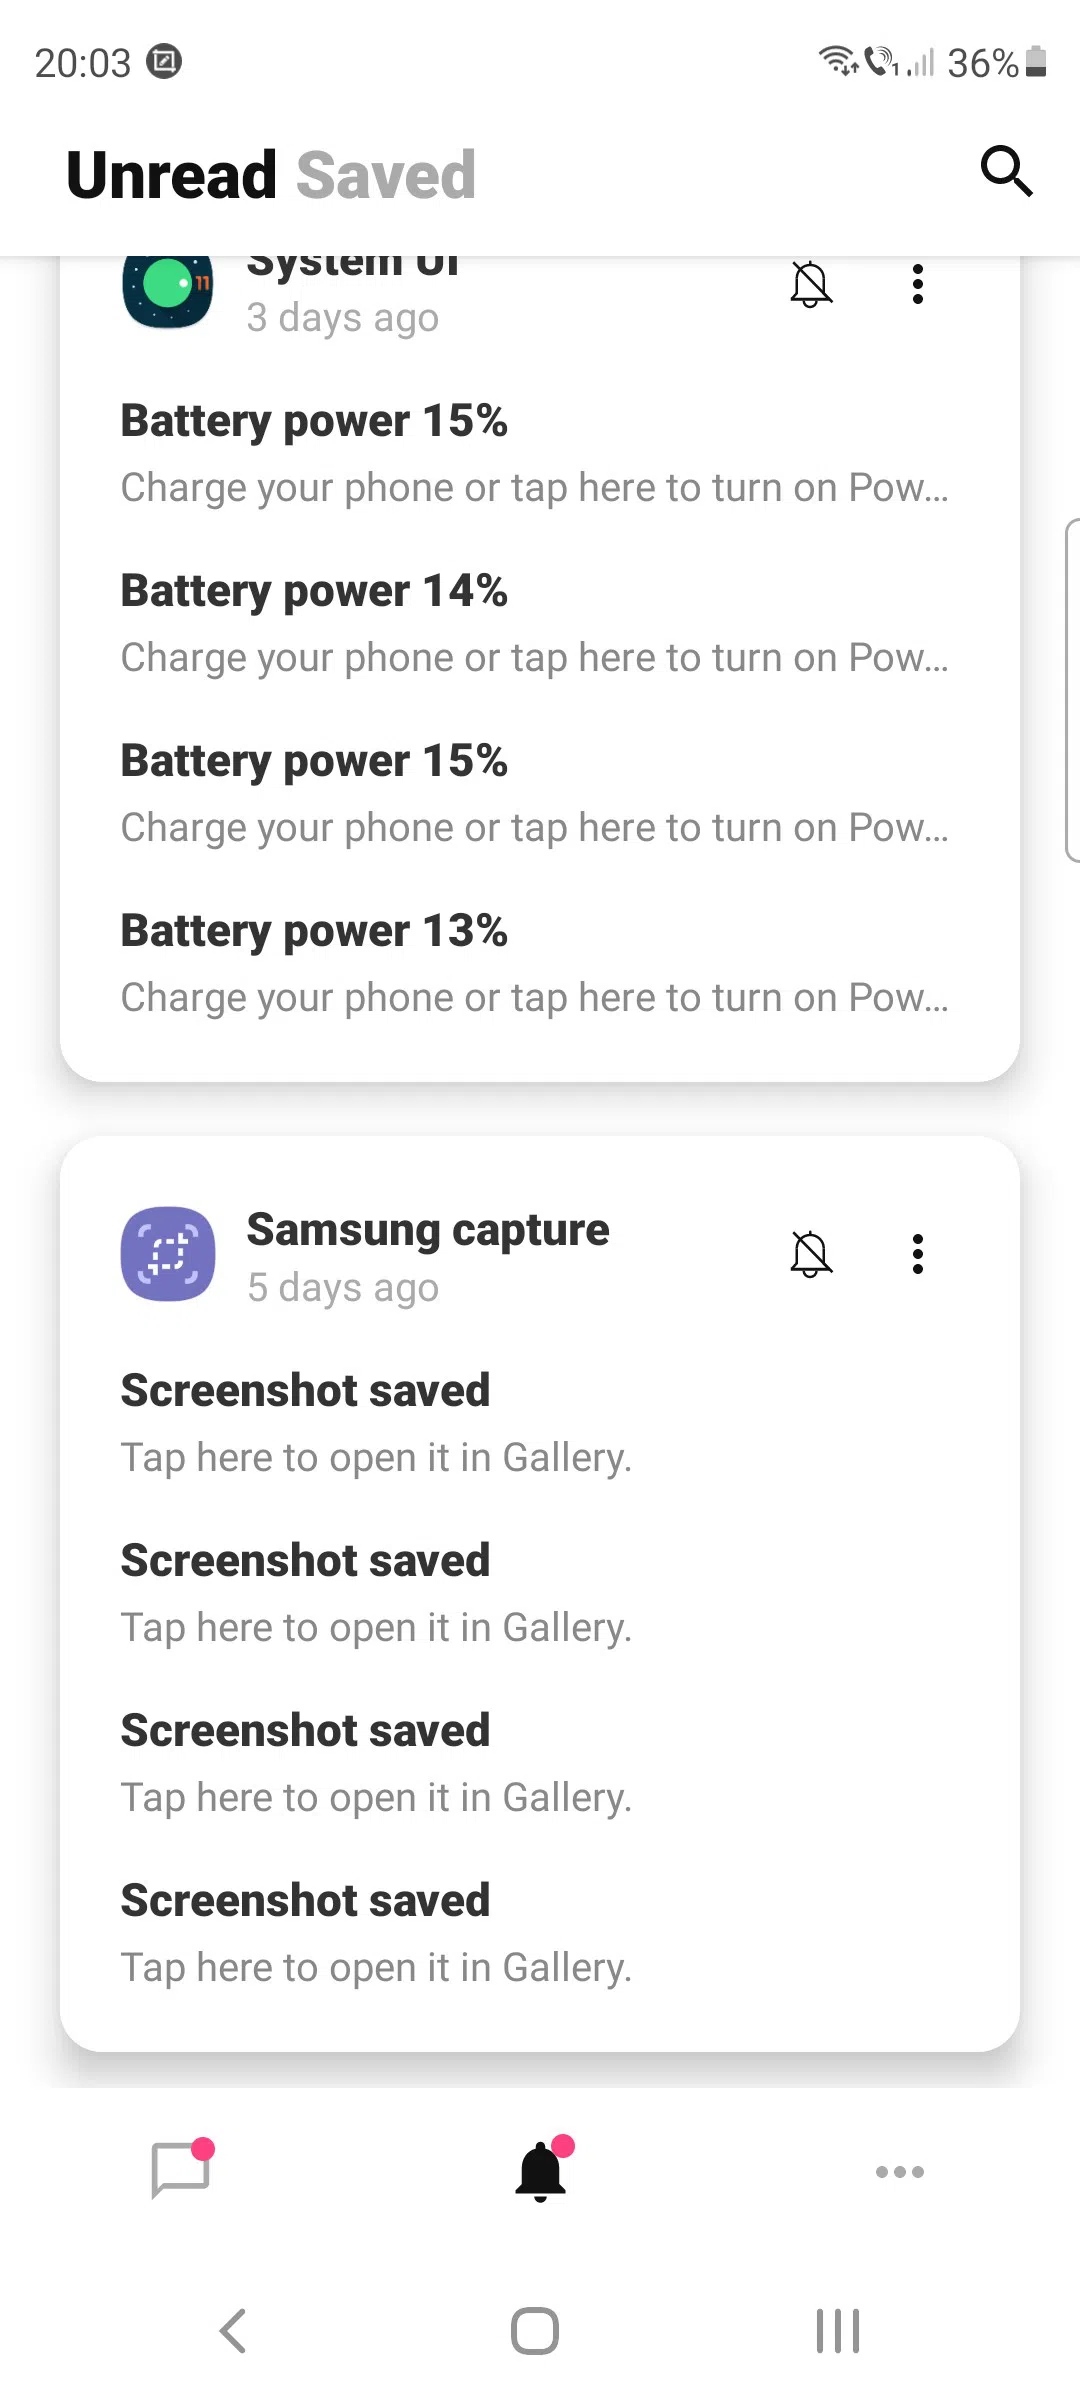 20:03
36%
Unread Saved
System UI
3 days ago
Battery power 15%
Charge your phone or tap here to turn on Pow...
Battery power 14%
Charge your phone or tap here to turn on Pow...
Battery power 15%
Charge your phone or tap here to turn on Pow...
Battery power 13%
Charge your phone or tap here to turn on Pow...
Samsung capture
5 days ago
Screenshot saved
Tap here to open it in Gallery.
Screenshot saved
Tap here to open it in Gallery.
Screenshot saved
Tap here to open it in Gallery.
Screenshot saved
Tap here to open it in Gallery.